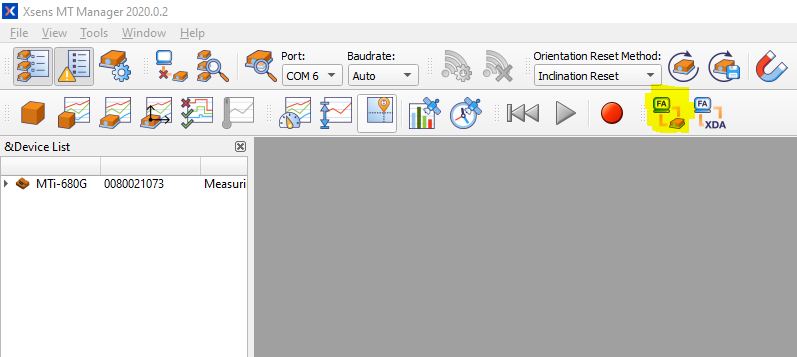 Xsens MT Manager 2020.0.2
File View Tools Window Help
Port: Baudrate: Orientation Reset Method:
COM 6 Auto Inclination Reset
FA FA
XDA
&Device List
MTi-680G 0080021073 Measuri